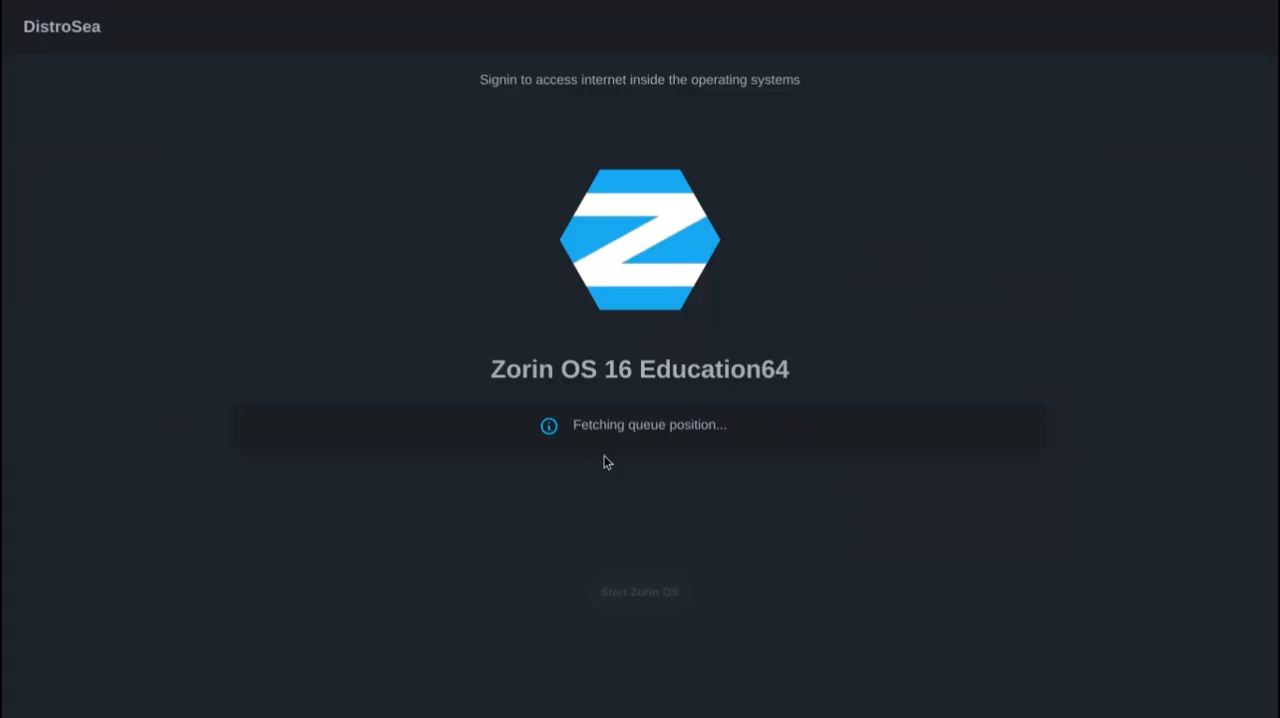 DistroSea
Signin to access internet inside the operating systems
Zorin OS 16 Education64
Fetching queue position...
Start Zorin OS